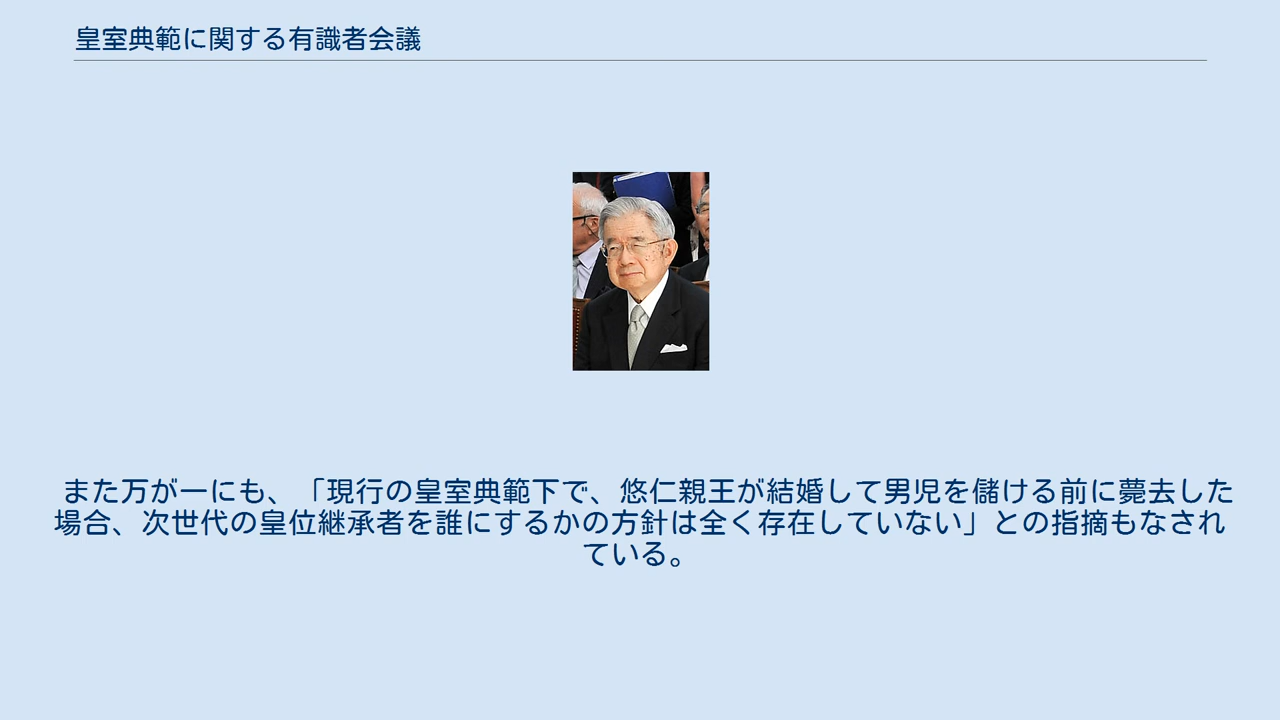 皇室典範に関する有識者会議
また万が一にも、「現行の皇室典範下で、悠仁親王が結婚して男児を儲ける前に薨去した
場合、次世代の皇位継承者を誰にするかの方針は全く存在していない」との指摘もなされ
ている。